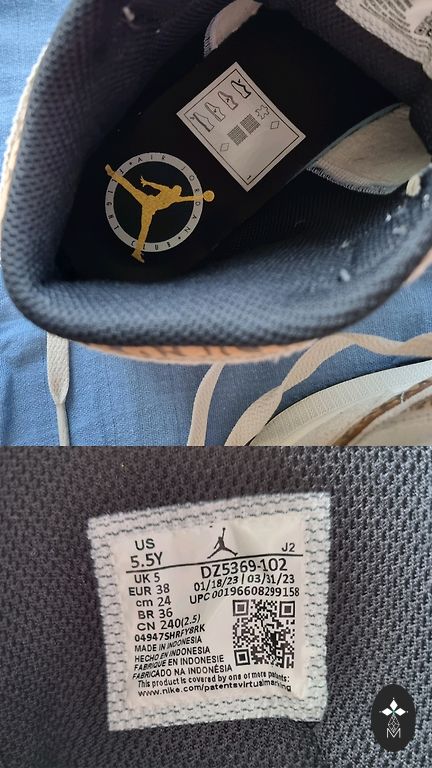 AIR JORDAN
FLIGHT CLUB
US
5.5Y
J2
UK 5
EUR 38
cm 24
BR 36
CN 240(2.5)
04947SHRFYBRK
DZ5369-102
01/18/23 | 03/31/23
UPC 00196608299158
MADE IN INDONESIA
HECHO EN INDONESIA
FABRIQUE EN INDONESIE
FABRICADO NA INDONÉSIA
This product is covered by one or more patents:
www.nike.com/patentsvirtualmarking
M